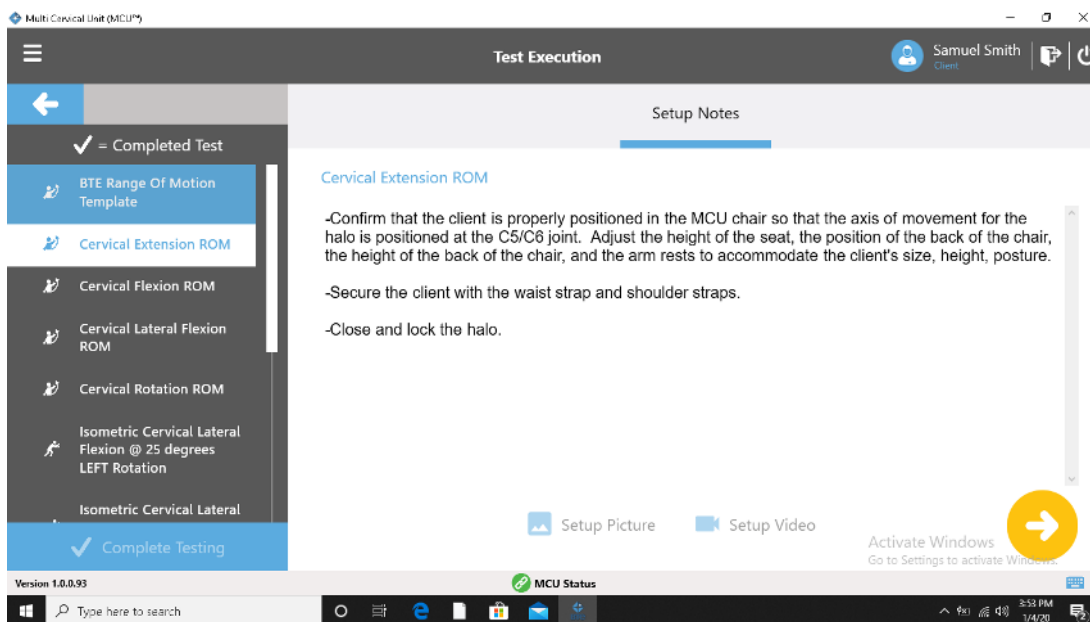 Multi Cervical Unit (MCU™)
Test Execution
Samuel Smith
Client
Setup Notes
✓ = Completed Test
BTE Range Of Motion
Template
Cervical Extension ROM
Cervical Flexion ROM
Cervical Lateral Flexion
ROM
Cervical Rotation ROM
Isometric Cervical Lateral
Flexion @ 25 degrees
LEFT Rotation
Isometric Cervical Lateral
Complete Testing
Cervical Extension ROM
-Confirm that the client is properly positioned in the MCU chair so that the axis of movement for the
halo is positioned at the C5/C6 joint.  Adjust the height of the seat, the position of the back of the chair,
the height of the back of the chair, and the arm rests to accommodate the client's size, height, posture.
-Secure the client with the waist strap and shoulder straps.
-Close and lock the halo.
Setup Picture
Setup Video
Activate Windows
Go to Settings to activate Windows.
Version 1.0.0.93
MCU Status
Type here to search
3:53 PM
1/4/20